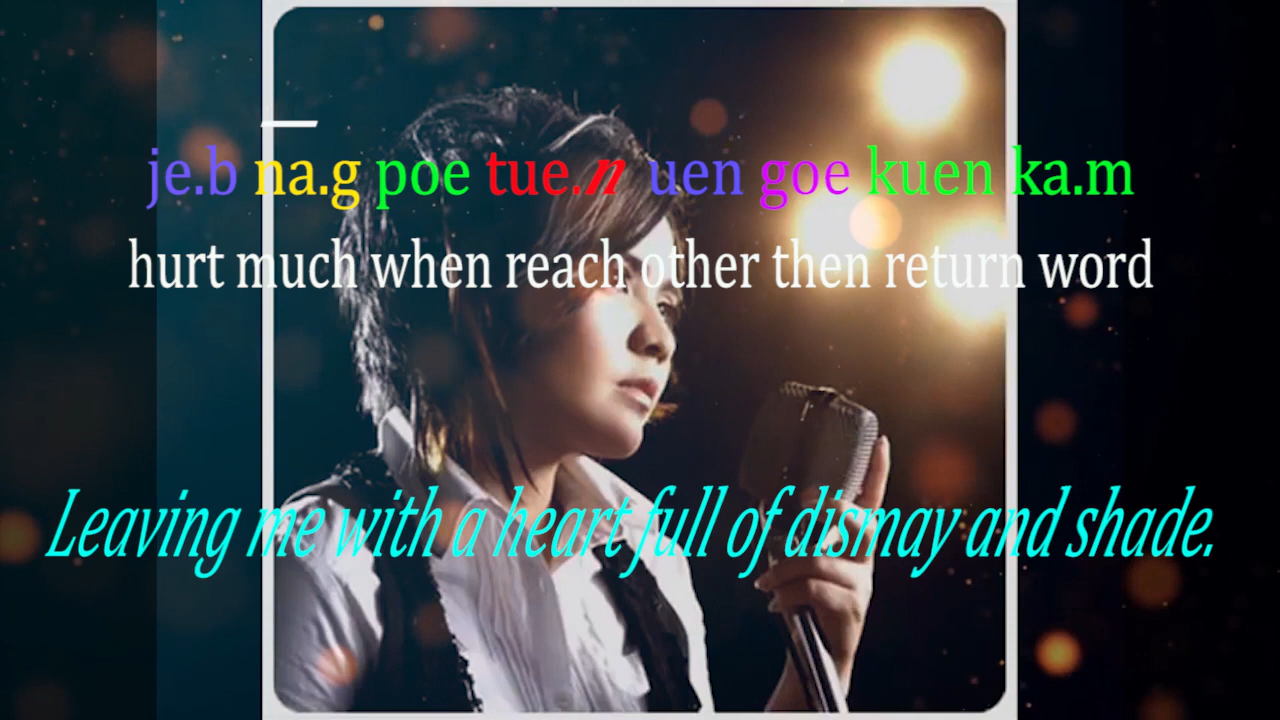 je.b na.g poe tue.n uen goe kuen ka.m
hurt much when reach other then return word
Leaving me with a heart full of dismay and shade.